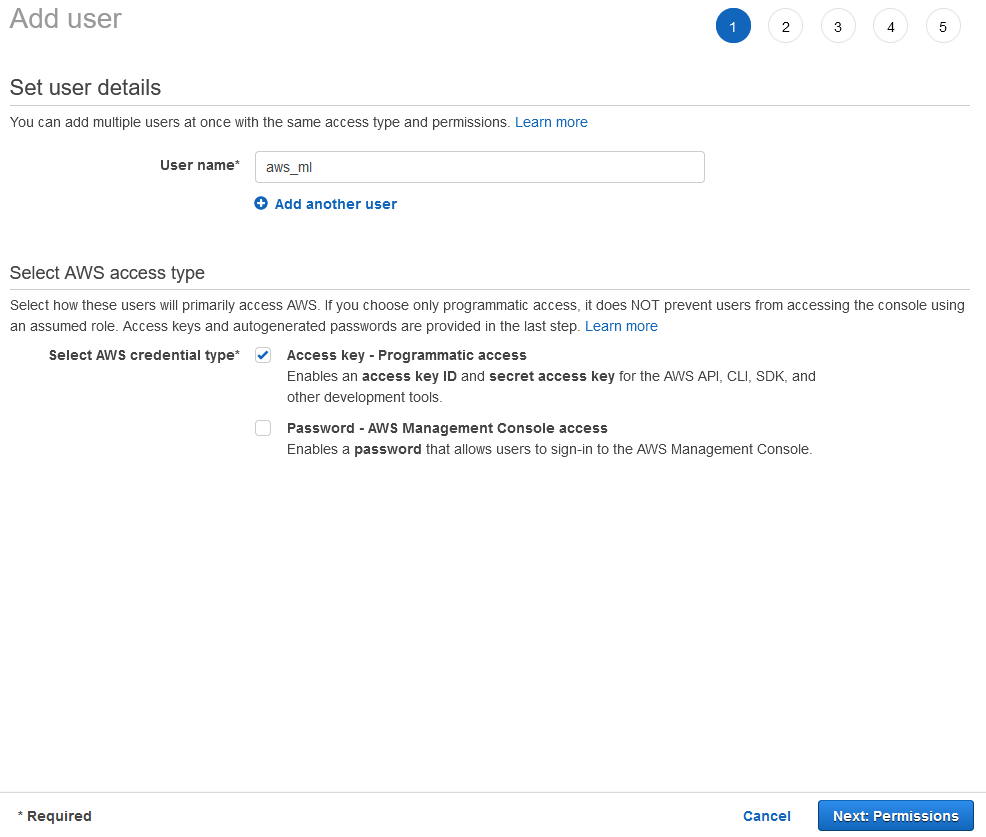 Add user
1 2 3 4 5
Set user details
You can add multiple users at once with the same access type and permissions. Learn more
User name* aws_ml
Add another user
Select AWS access type
Select how these users will primarily access AWS. If you choose only programmatic access, it does NOT prevent users from accessing the console using
an assumed role. Access keys and autogenerated passwords are provided in the last step. Learn more
Select AWS credential type* Access key - Programmatic access
Enables an access key ID and secret access key for the AWS API, CLI, SDK, and
other development tools.
Password - AWS Management Console access
Enables a password that allows users to sign-in to the AWS Management Console.
* Required Cancel Next: Permissions